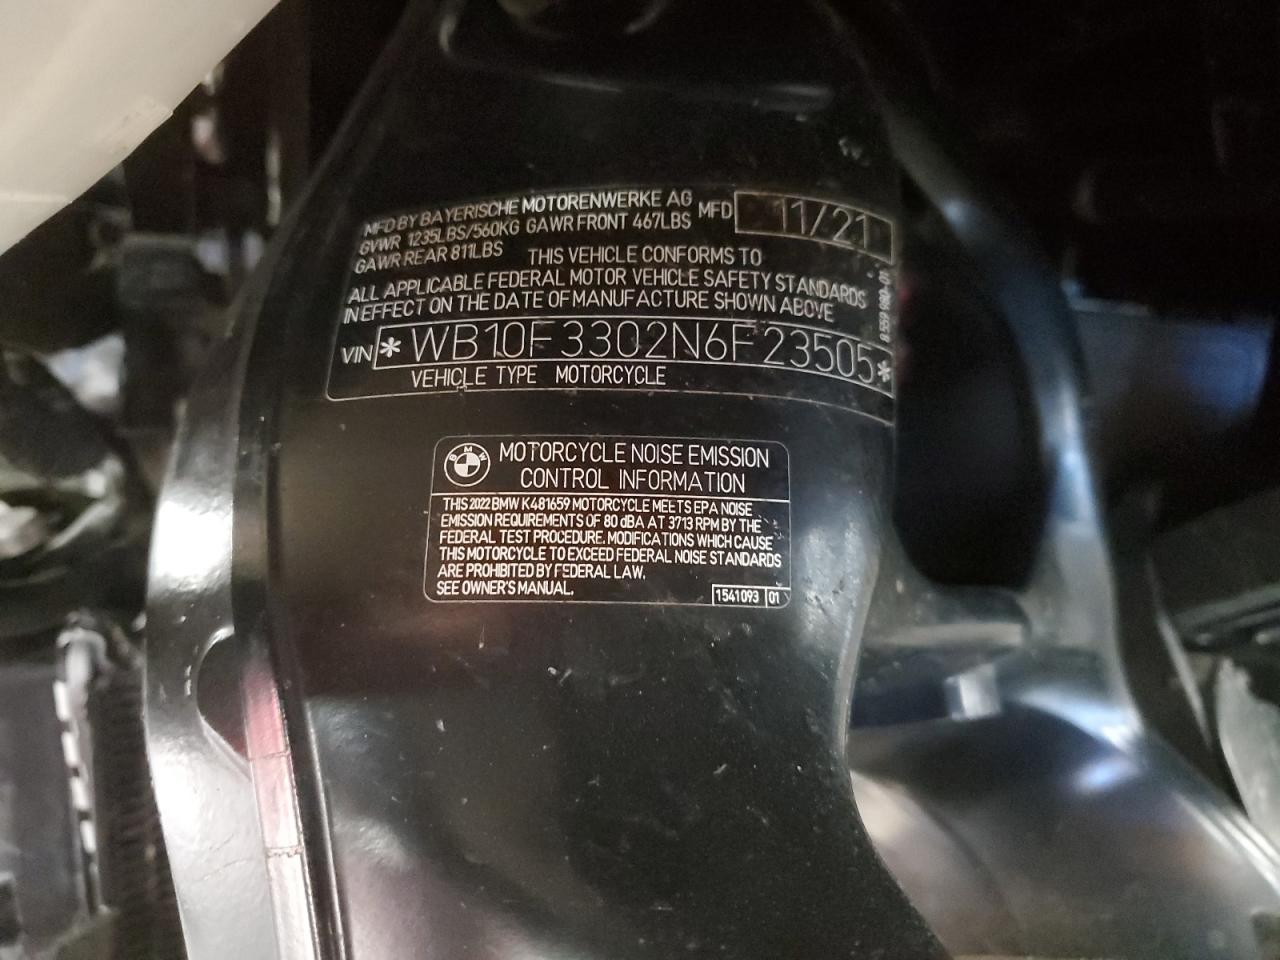 MFD BY BAYERISCHE MOTORENWERKE AG MFD 11/21
GVWR 1235LBS/560KG GAWR FRONT 467LBS
GAWR REAR 811LBS THIS VEHICLE CONFORMS TO
ALL APPLICABLE FEDERAL MOTOR VEHICLE SAFETY STANDARDS
IN EFFECT ON THE DATE OF MANUFACTURE SHOWN ABOVE
VIN *WB10F3302N6F23505*
VEHICLE TYPE MOTORCYCLE
BMW
MOTORCYCLE NOISE EMISSION
CONTROL INFORMATION
THIS 2022 BMW K481659 MOTORCYCLE MEETS EPA NOISE
EMISSION REQUIREMENTS OF 80 dBA AT 3713 RPM BY THE
FEDERAL TEST PROCEDURE. MODIFICATIONS WHICH CAUSE
THIS MOTORCYCLE TO EXCEED FEDERAL NOISE STANDARDS
ARE PROHIBITED BY FEDERAL LAW.
SEE OWNER'S MANUAL.
1541093 01